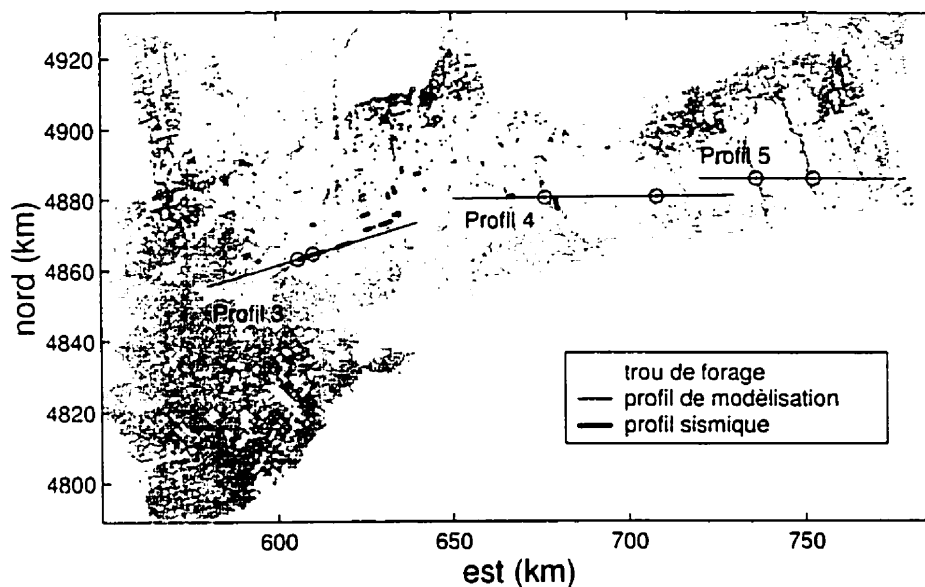 4920
4900
4880
4860
4840
4820
4800
nord (km)
Profil 5
Profil 4
Profil 3
trou de forage
profil de modèlisation
profil sismique
600
650
700
750
est (km)